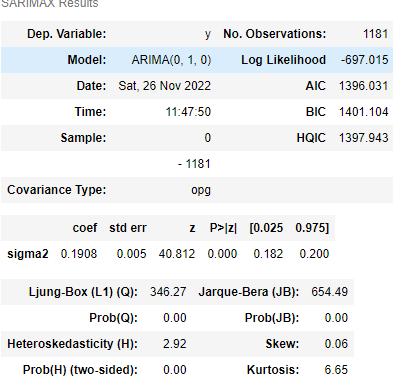 SARIMAX Results
Dep. Variable: y No. Observations: 1181
Model: ARIMA(0, 1, 0) Log Likelihood -697.015
Date: Sat, 26 Nov 2022 AIC 1396.031
Time: 11:47:50 BIC 1401.104
Sample: 0 HQIC 1397.943
- 1181
Covariance Type: opg
coef std err z P>|z| [0.025 0.975]
sigma2 0.1908 0.005 40.812 0.000 0.182 0.200
Ljung-Box (L1) (Q): 346.27 Jarque-Bera (JB): 654.49
Prob(Q): 0.00 Prob(JB): 0.00
Heteroskedasticity (H): 2.92 Skew: 0.06
Prob(H) (two-sided): 0.00 Kurtosis: 6.65